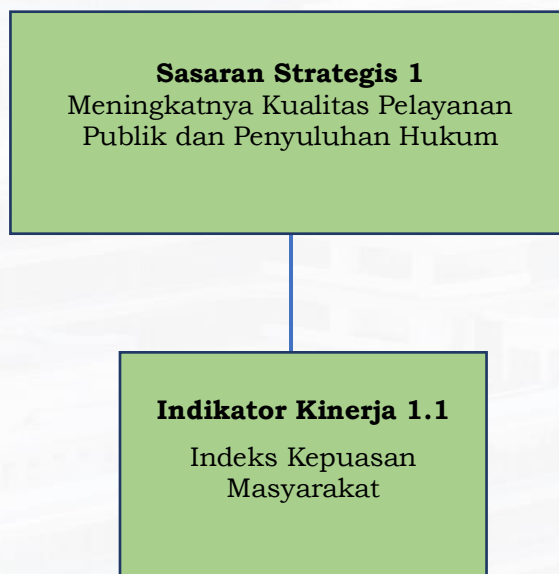 Sasaran Strategis 1
Meningkatnya Kualitas Pelayanan
Publik dan Penyuluhan Hukum
Indikator Kinerja 1.1
Indeks Kepuasan
Masyarakat